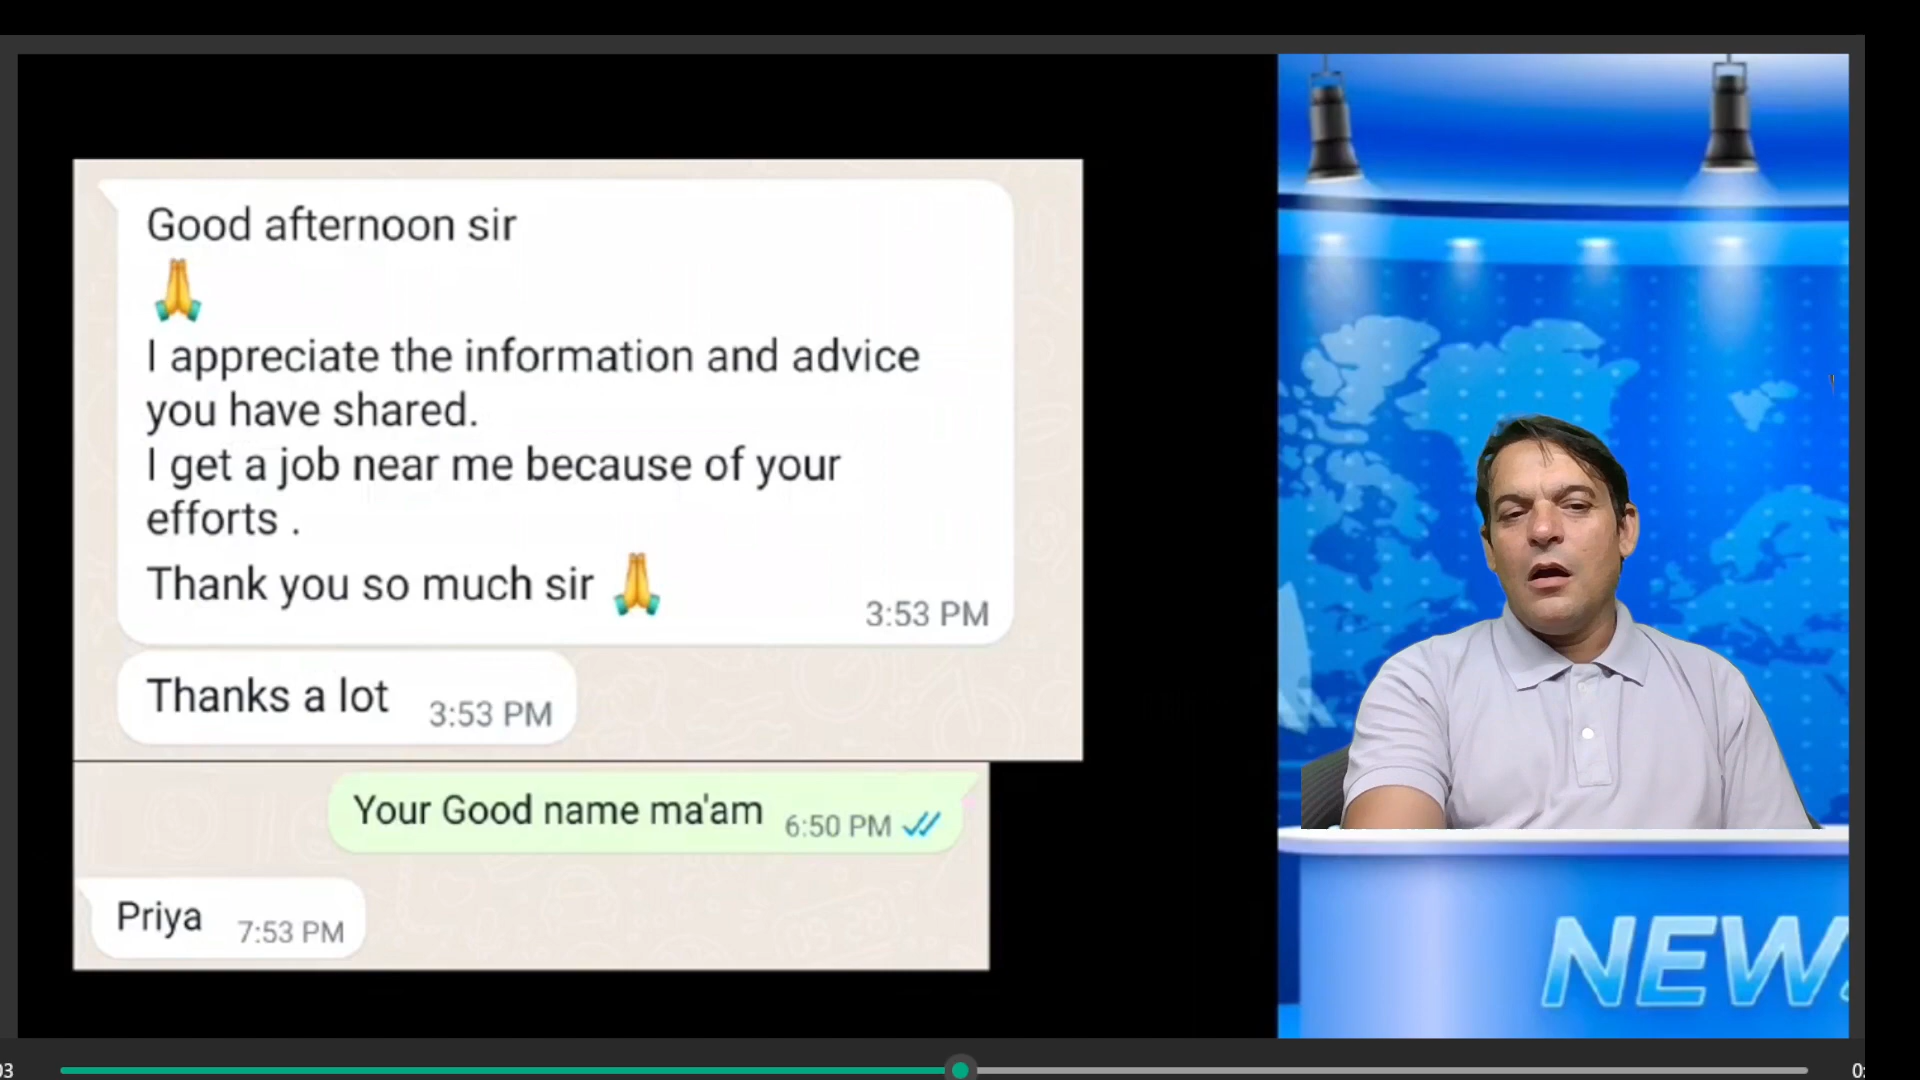 Good afternoon sir
🙏
I appreciate the information and advice
you have shared.
I get a job near me because of your
efforts .
Thank you so much sir 🙏
3:53 PM
Thanks a lot 3:53 PM
Your Good name ma'am 6:50 PM
Priya 7:53 PM
NEW
03
0: